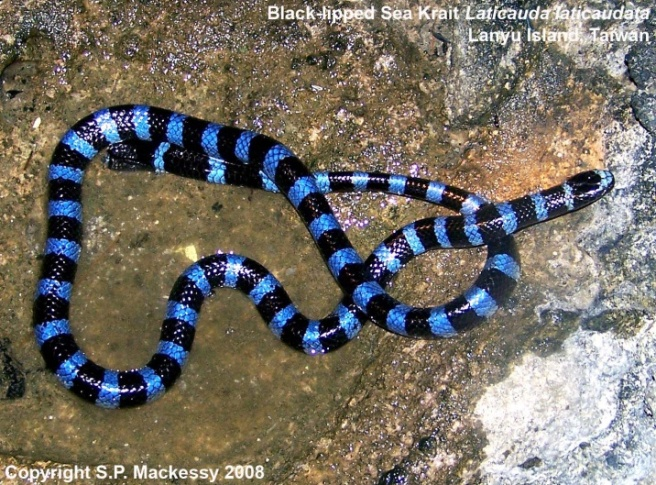 Black-lipped Sea Krait Laticauda laticaudata
Lanyu Island, Taiwan
Copyright S.P. Mackessy 2008